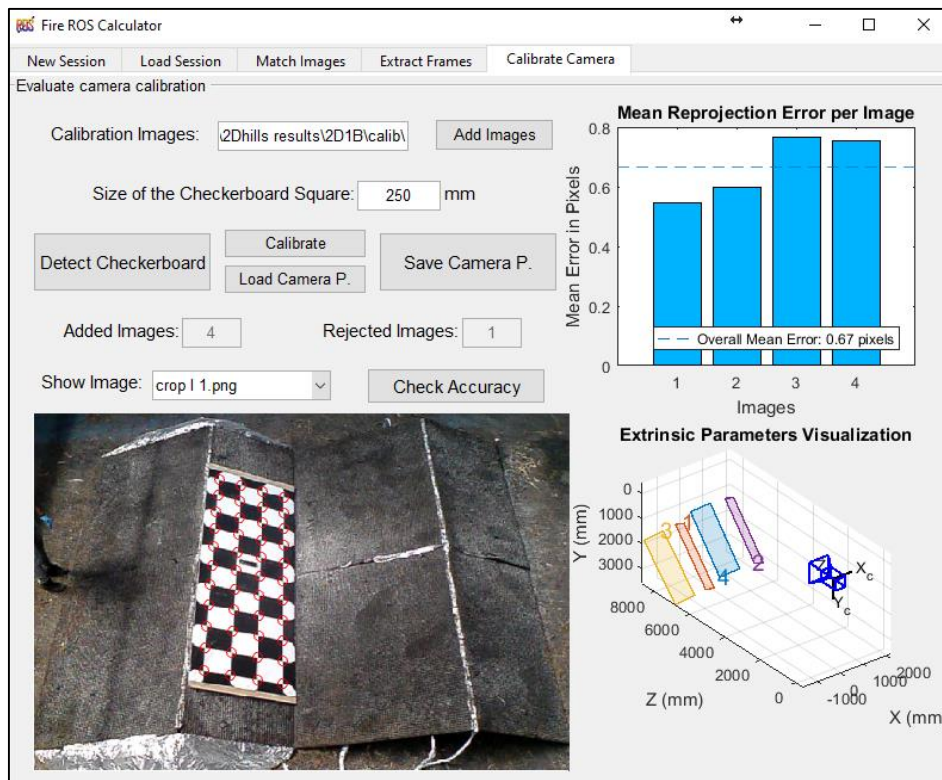 Fire ROS Calculator
New Session Load Session Match Images Extract Frames Calibrate Camera
Evaluate camera calibration
Calibration Images: \2Dhills results\2D1B\calib\ Add Images
Size of the Checkerboard Square: 250 mm
Detect Checkerboard Calibrate Save Camera P.
Load Camera P.
Added Images: 4 Rejected Images: 1
Show Image: crop l 1.png Check Accuracy
Mean Reprojection Error per Image
Mean Error in Pixels
0.8
0.6
0.4
0.2
0
Overall Mean Error: 0.67 pixels
1 2 3 4
Images
Extrinsic Parameters Visualization
Y (mm)
0
1000
2000
3000
3 1 4 2
X_c
Y_c
8000
6000
4000
2000
0
Z (mm)
-1000 0 1000 2000
X (mm)